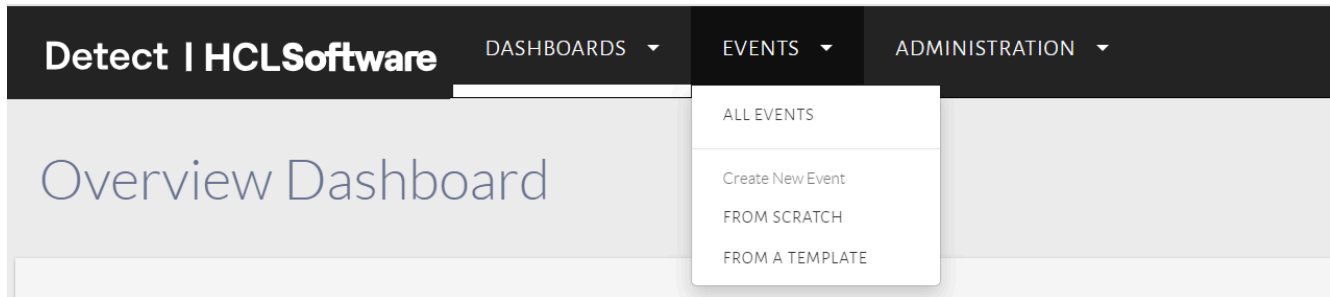 Detect | HCLSoftware DASHBOARDS EVENTS ADMINISTRATION
ALL EVENTS
Overview Dashboard
Create New Event
FROM SCRATCH
FROM A TEMPLATE